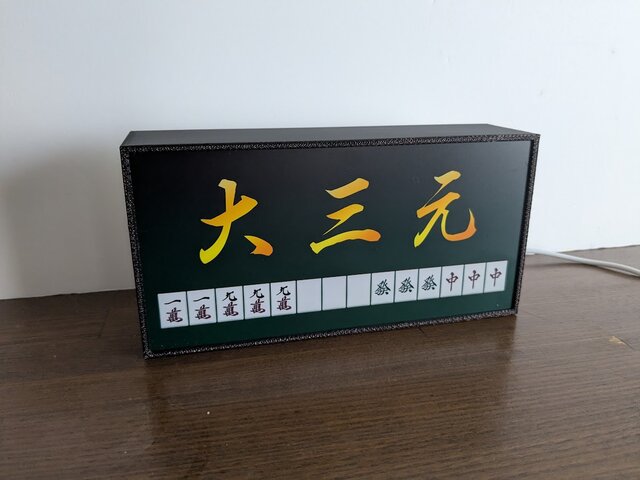 大三元
一萬 一萬 九萬 九萬 九萬 發 發 發 中 中 中